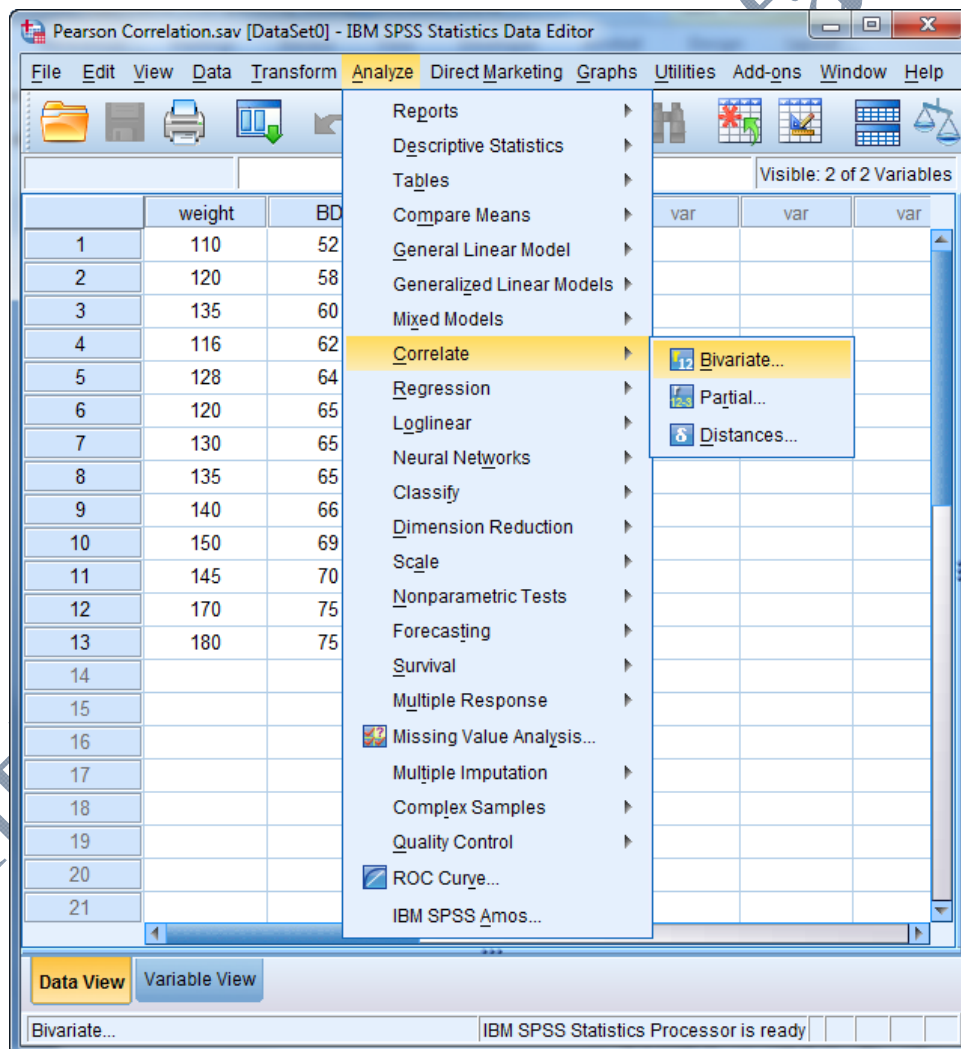 Pearson Correlation.sav [DataSet0] - IBM SPSS Statistics Data Editor
File Edit View Data Transform Analyze Direct Marketing Graphs Utilities Add-ons Window Help
Visible: 2 of 2 Variables
weight BD var var var
1 110 52
2 120 58
3 135 60
4 116 62
5 128 64
6 120 65
7 130 65
8 135 65
9 140 66
10 150 69
11 145 70
12 170 75
13 180 75
14
15
16
17
18
19
20
21
Reports
Descriptive Statistics
Tables
Compare Means
General Linear Model
Generalized Linear Models
Mixed Models
Correlate
Regression
Loglinear
Neural Networks
Classify
Dimension Reduction
Scale
Nonparametric Tests
Forecasting
Survival
Multiple Response
Missing Value Analysis...
Multiple Imputation
Complex Samples
Quality Control
ROC Curve...
IBM SPSS Amos...
Bivariate...
Partial...
Distances...
Data View Variable View
Bivariate... IBM SPSS Statistics Processor is ready